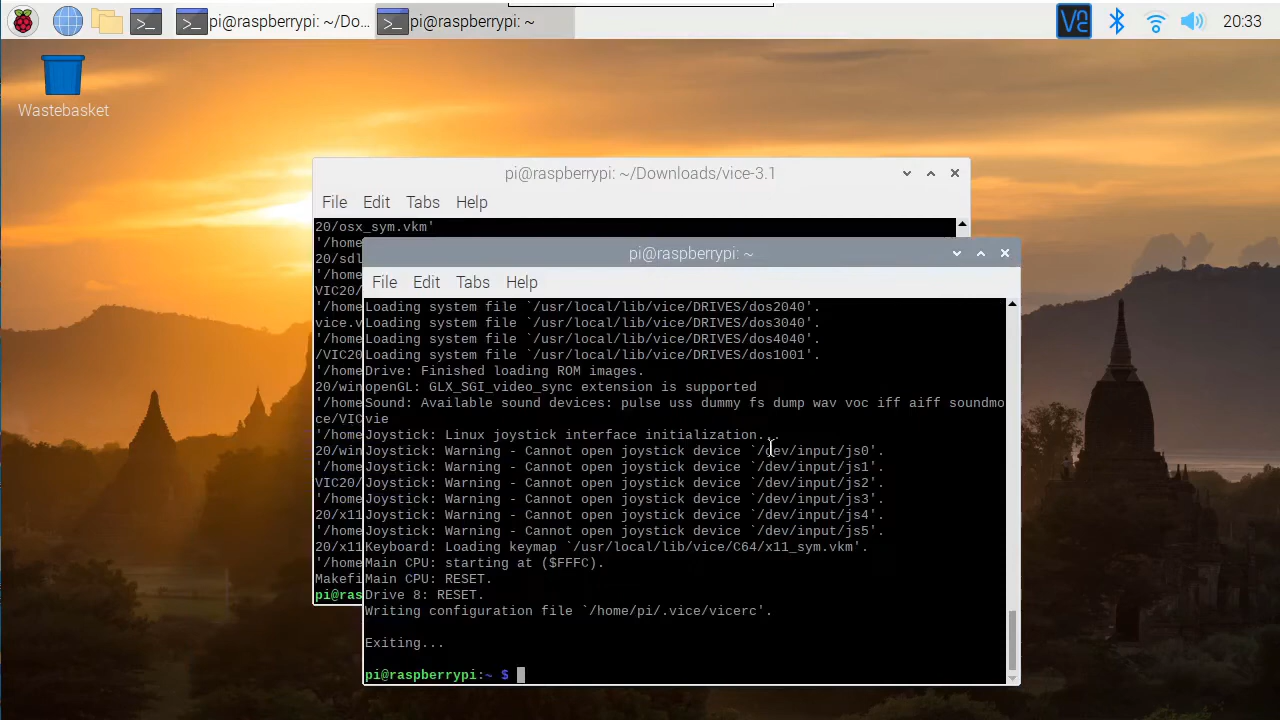 pi@raspberrypi: ~/Do...
pi@raspberrypi: ~
20:33
Wastebasket
pi@raspberrypi: ~/Downloads/vice-3.1
File Edit Tabs Help
20/osx_sym.vkm'
'/home
20/sdl
'/home
VIC20/
'/home
vice.v
'/home
/VIC20
'/home
20/win
'/home
ce/VIC
'/home
20/win
'/home
VIC20/
'/home
20/x11
'/home
20/x11
'/home
Makefi
pi@ras
pi@raspberrypi: ~
File Edit Tabs Help
Loading system file `/usr/local/lib/vice/DRIVES/dos2040'.
Loading system file `/usr/local/lib/vice/DRIVES/dos3040'.
Loading system file `/usr/local/lib/vice/DRIVES/dos4040'.
Loading system file `/usr/local/lib/vice/DRIVES/dos1001'.
Drive: Finished loading ROM images.
openGL: GLX_SGI_video_sync extension is supported
Sound: Available sound devices: pulse uss dummy fs dump wav voc iff aiff soundmo
vie
Joystick: Linux joystick interface initialization...
Joystick: Warning - Cannot open joystick device `/dev/input/js0'.
Joystick: Warning - Cannot open joystick device `/dev/input/js1'.
Joystick: Warning - Cannot open joystick device `/dev/input/js2'.
Joystick: Warning - Cannot open joystick device `/dev/input/js3'.
Joystick: Warning - Cannot open joystick device `/dev/input/js4'.
Joystick: Warning - Cannot open joystick device `/dev/input/js5'.
Keyboard: Loading keymap `/usr/local/lib/vice/C64/x11_sym.vkm'.
Main CPU: starting at ($FFFC).
Main CPU: RESET.
Drive 8: RESET.
Writing configuration file `/home/pi/.vice/vicerc'.
Exiting...
pi@raspberrypi:~ $